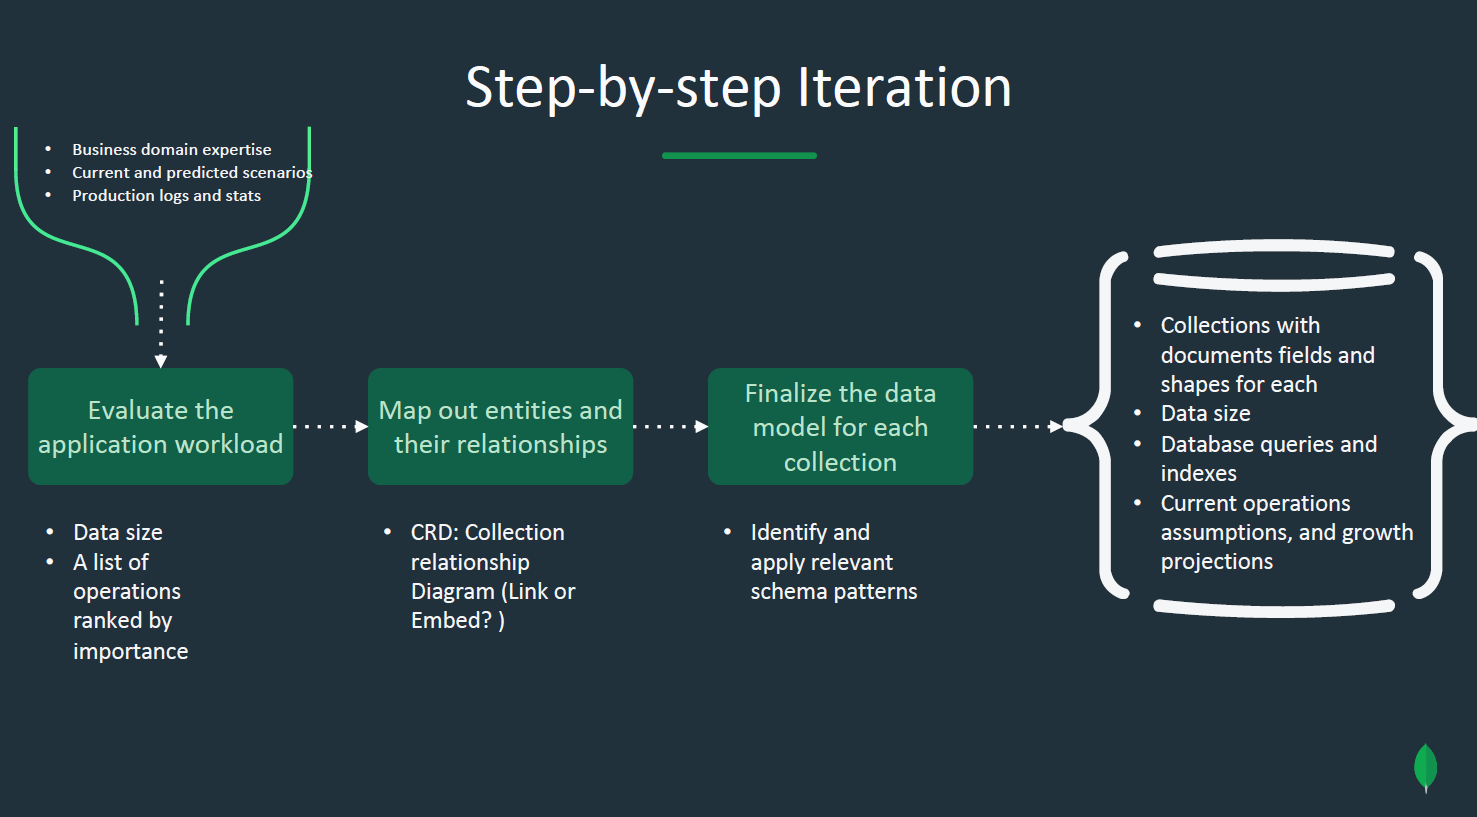 Step-by-step Iteration
• Business domain expertise
• Current and predicted scenarios
• Production logs and stats
Evaluate the
application workload
• Data size
• A list of
operations
ranked by
importance
Map out entities and
their relationships
• CRD: Collection
relationship
Diagram (Link or
Embed? )
Finalize the data
model for each
collection
• Identify and
apply relevant
schema patterns
• Collections with
documents fields and
shapes for each
• Data size
• Database queries and
indexes
• Current operations
assumptions, and growth
projections